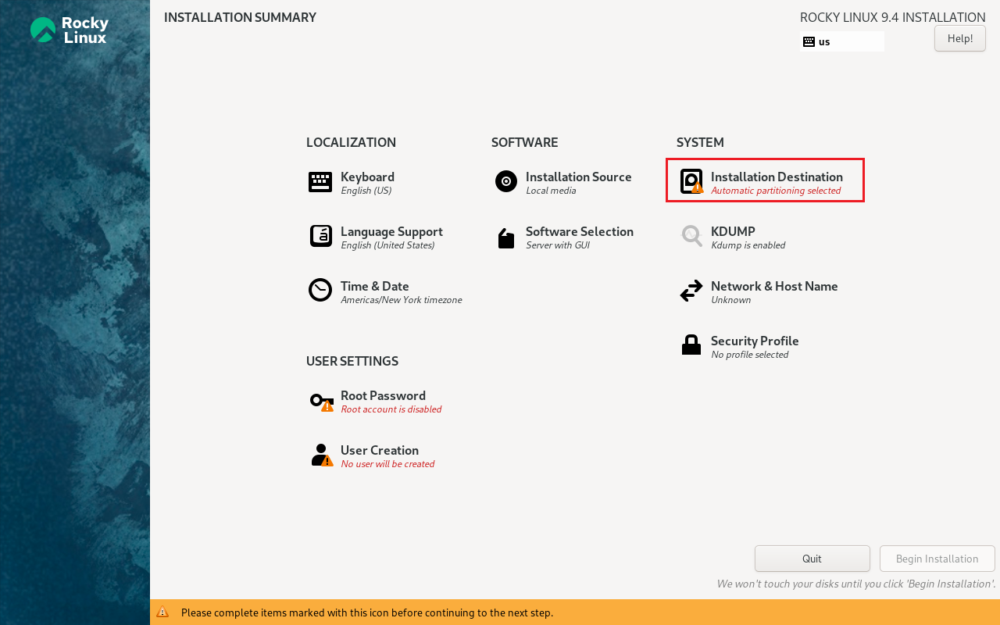 Rocky
Linux
INSTALLATION SUMMARY
ROCKY LINUX 9.4 INSTALLATION
us
Help!
LOCALIZATION
Keyboard
English (US)
Language Support
English (United States)
Time & Date
Americas/New York timezone
SOFTWARE
Installation Source
Local media
Software Selection
Server with GUI
SYSTEM
Installation Destination
Automatic partitioning selected
KDUMP
Kdump is enabled
Network & Host Name
Unknown
Security Profile
No profile selected
USER SETTINGS
Root Password
Root account is disabled
User Creation
No user will be created
Quit
Begin Installation
We won't touch your disks until you click 'Begin Installation'.
Please complete items marked with this icon before continuing to the next step.